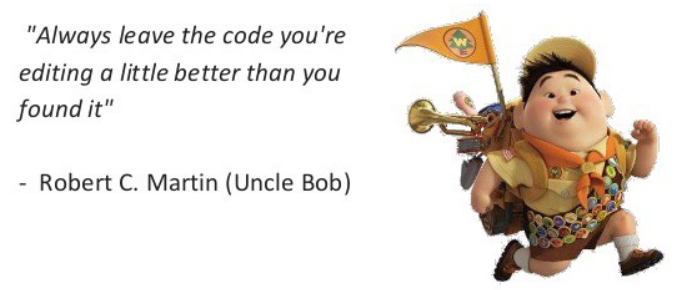 "Always leave the code you're
editing a little better than you
found it"
- Robert C. Martin (Uncle Bob)
W